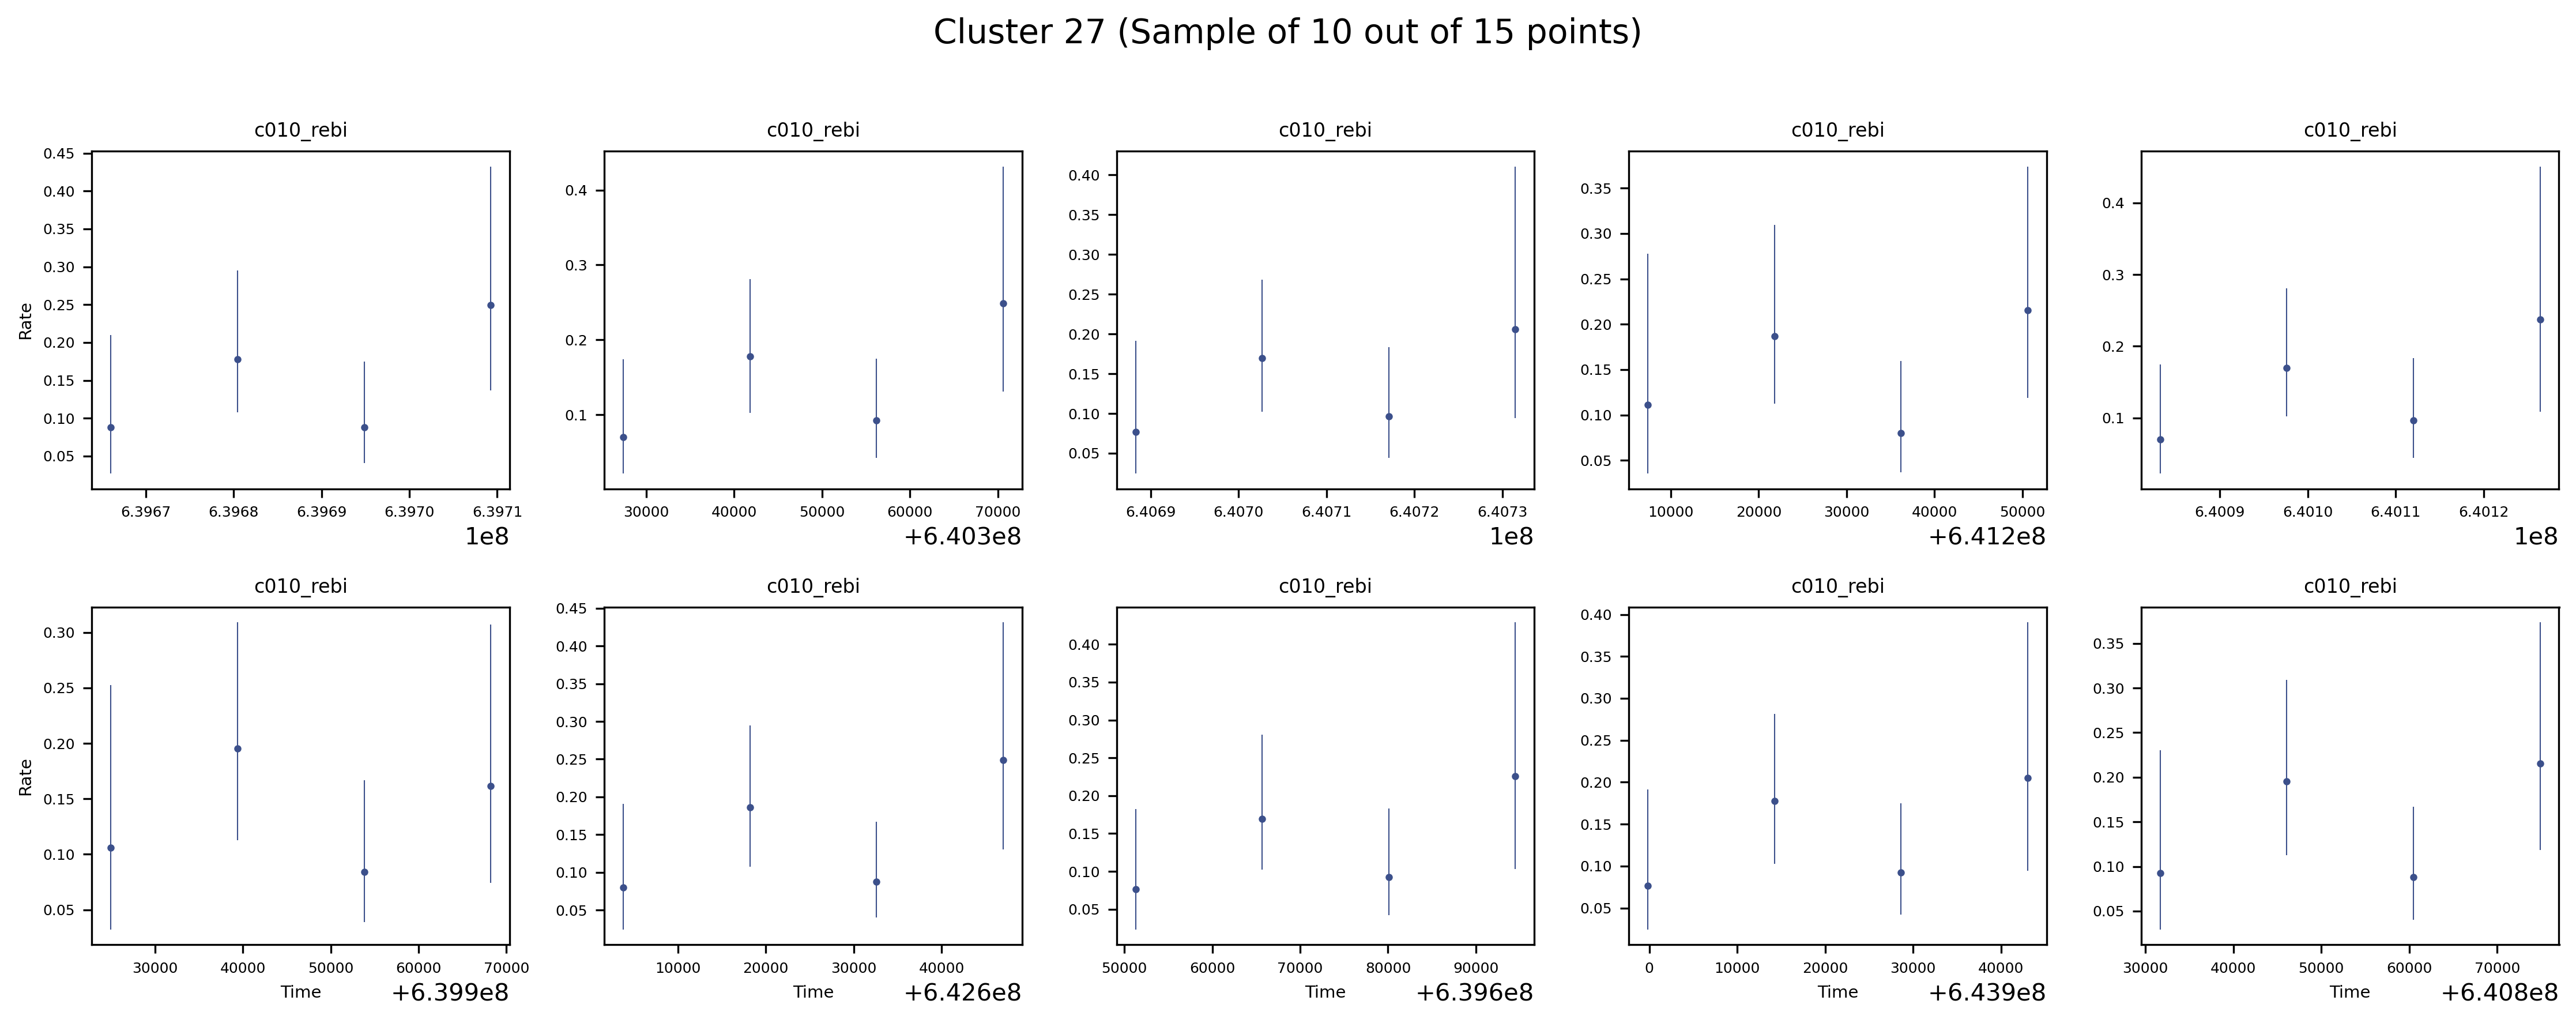 Cluster 27 (Sample of 10 out of 15 points)
c010_rebi c010_rebi c010_rebi c010_rebi c010_rebi
Rate
0.45
0.40
0.35
0.30
0.25
0.20
0.15
0.10
0.05
6.3967 6.3968 6.3969 6.3970 6.3971
1e8
0.4
0.3
0.2
0.1
30000 40000 50000 60000 70000
+6.403e8
0.40
0.35
0.30
0.25
0.20
0.15
0.10
0.05
6.4069 6.4070 6.4071 6.4072 6.4073
1e8
0.35
0.30
0.25
0.20
0.15
0.10
0.05
10000 20000 30000 40000 50000
+6.412e8
0.4
0.3
0.2
0.1
6.4009 6.4010 6.4011 6.4012
1e8
c010_rebi c010_rebi c010_rebi c010_rebi c010_rebi
Rate
0.30
0.25
0.20
0.15
0.10
0.05
30000 40000 50000 60000 70000
Time +6.399e8
0.45
0.40
0.35
0.30
0.25
0.20
0.15
0.10
0.05
10000 20000 30000 40000
Time +6.426e8
0.40
0.35
0.30
0.25
0.20
0.15
0.10
0.05
50000 60000 70000 80000 90000
Time +6.396e8
0.40
0.35
0.30
0.25
0.20
0.15
0.10
0.05
0 10000 20000 30000 40000
Time +6.439e8
0.35
0.30
0.25
0.20
0.15
0.10
0.05
30000 40000 50000 60000 70000
Time +6.408e8